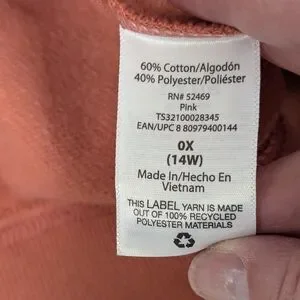 60% Cotton/Algodón
40% Polyester/Poliéster
RN# 52469
Pink
TS32100028345
EAN/UPC 8 80979400144
0X
(14W)
Made In/Hecho En
Vietnam
THIS LABEL YARN IS MADE
OUT OF 100% RECYCLED
POLYESTER MATERIALS